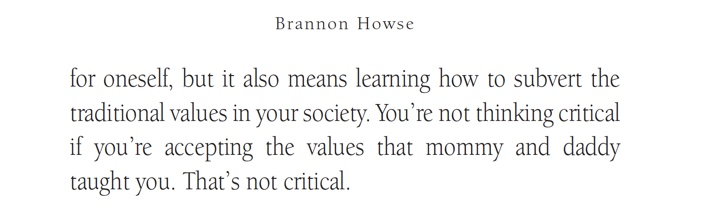 Brannon Howse
for oneself, but it also means learning how to subvert the
traditional values in your society. You’re not thinking critical
if you’re accepting the values that mommy and daddy
taught you. That’s not critical.